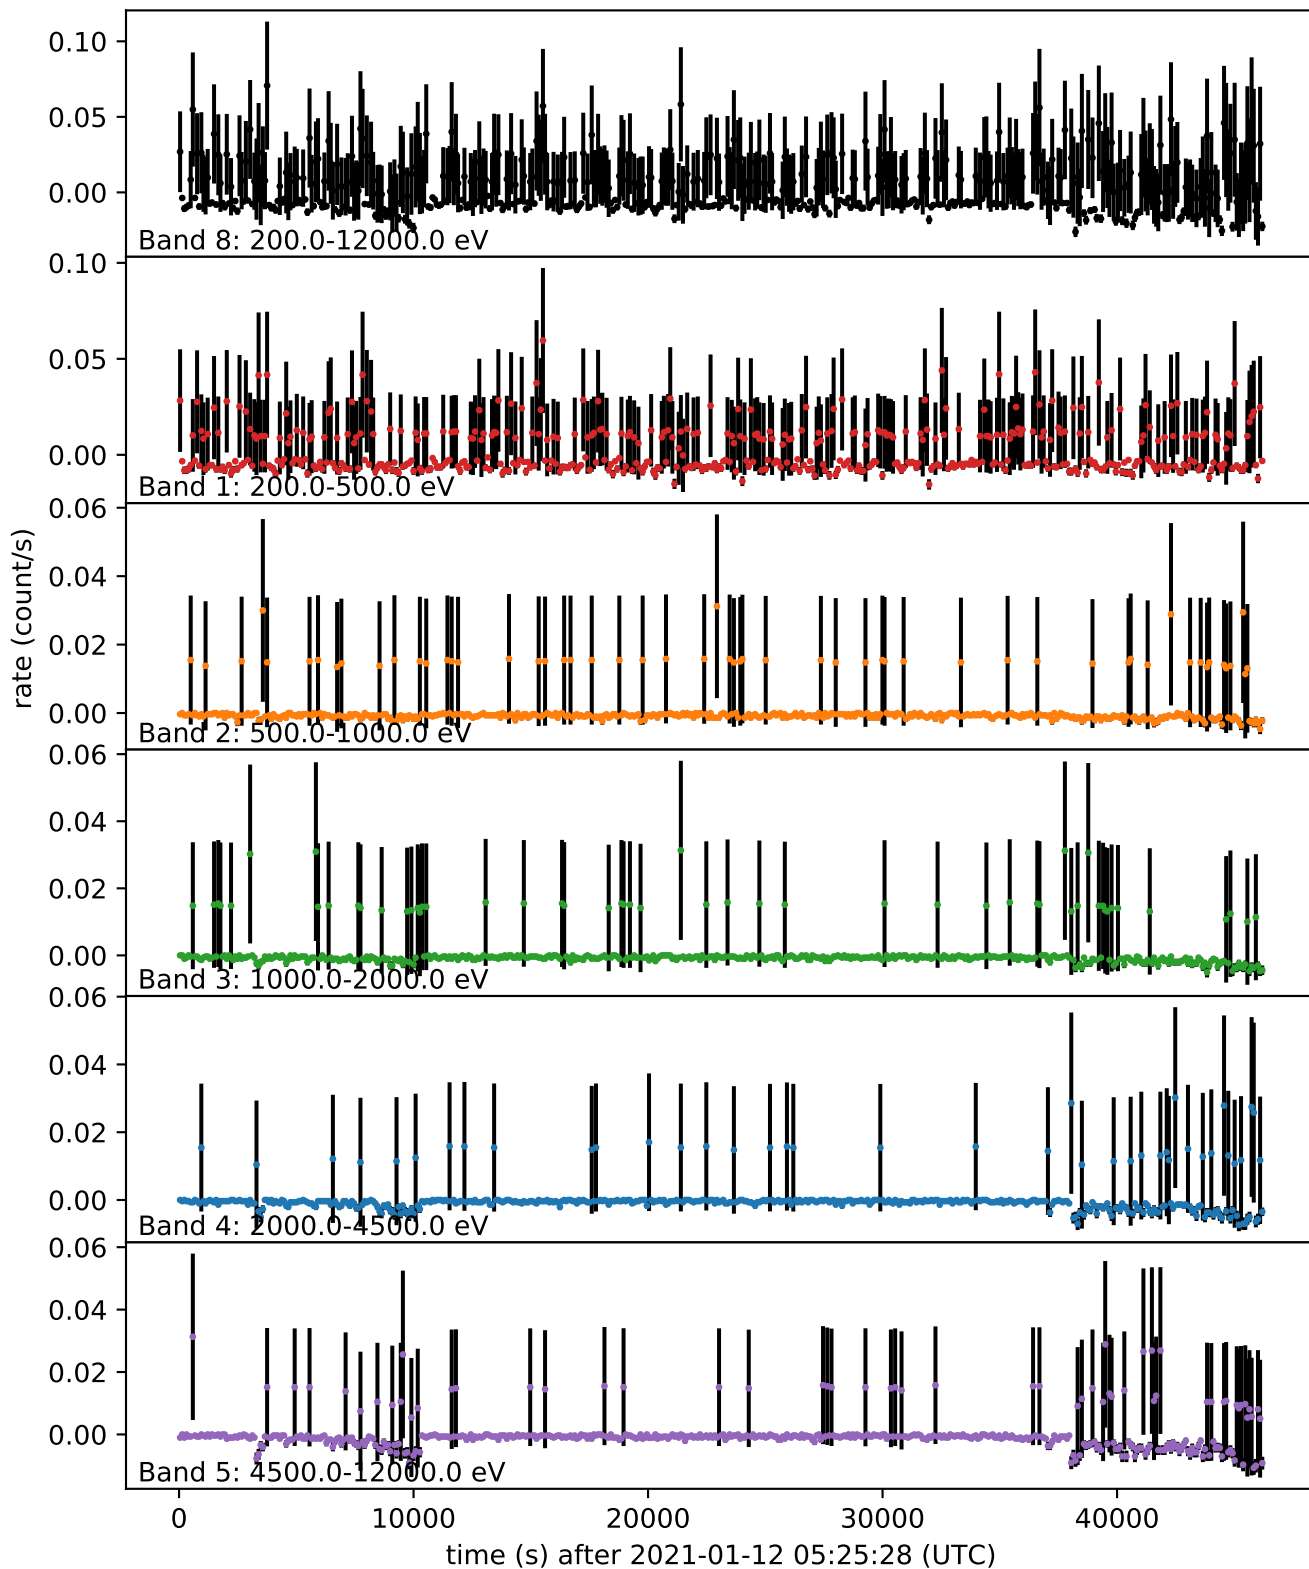 0.10
0.05
0.00
Band 8: 200.0-12000.0 eV
0.10
0.05
0.00
Band 1: 200.0-500.0 eV
0.06
0.04
0.02
0.00
Band 2: 500.0-1000.0 eV
rate (count/s)
0.06
0.04
0.02
0.00
Band 3: 1000.0-2000.0 eV
0.06
0.04
0.02
0.00
Band 4: 2000.0-4500.0 eV
0.06
0.04
0.02
0.00
Band 5: 4500.0-12000.0 eV
0 10000 20000 30000 40000
time (s) after 2021-01-12 05:25:28 (UTC)